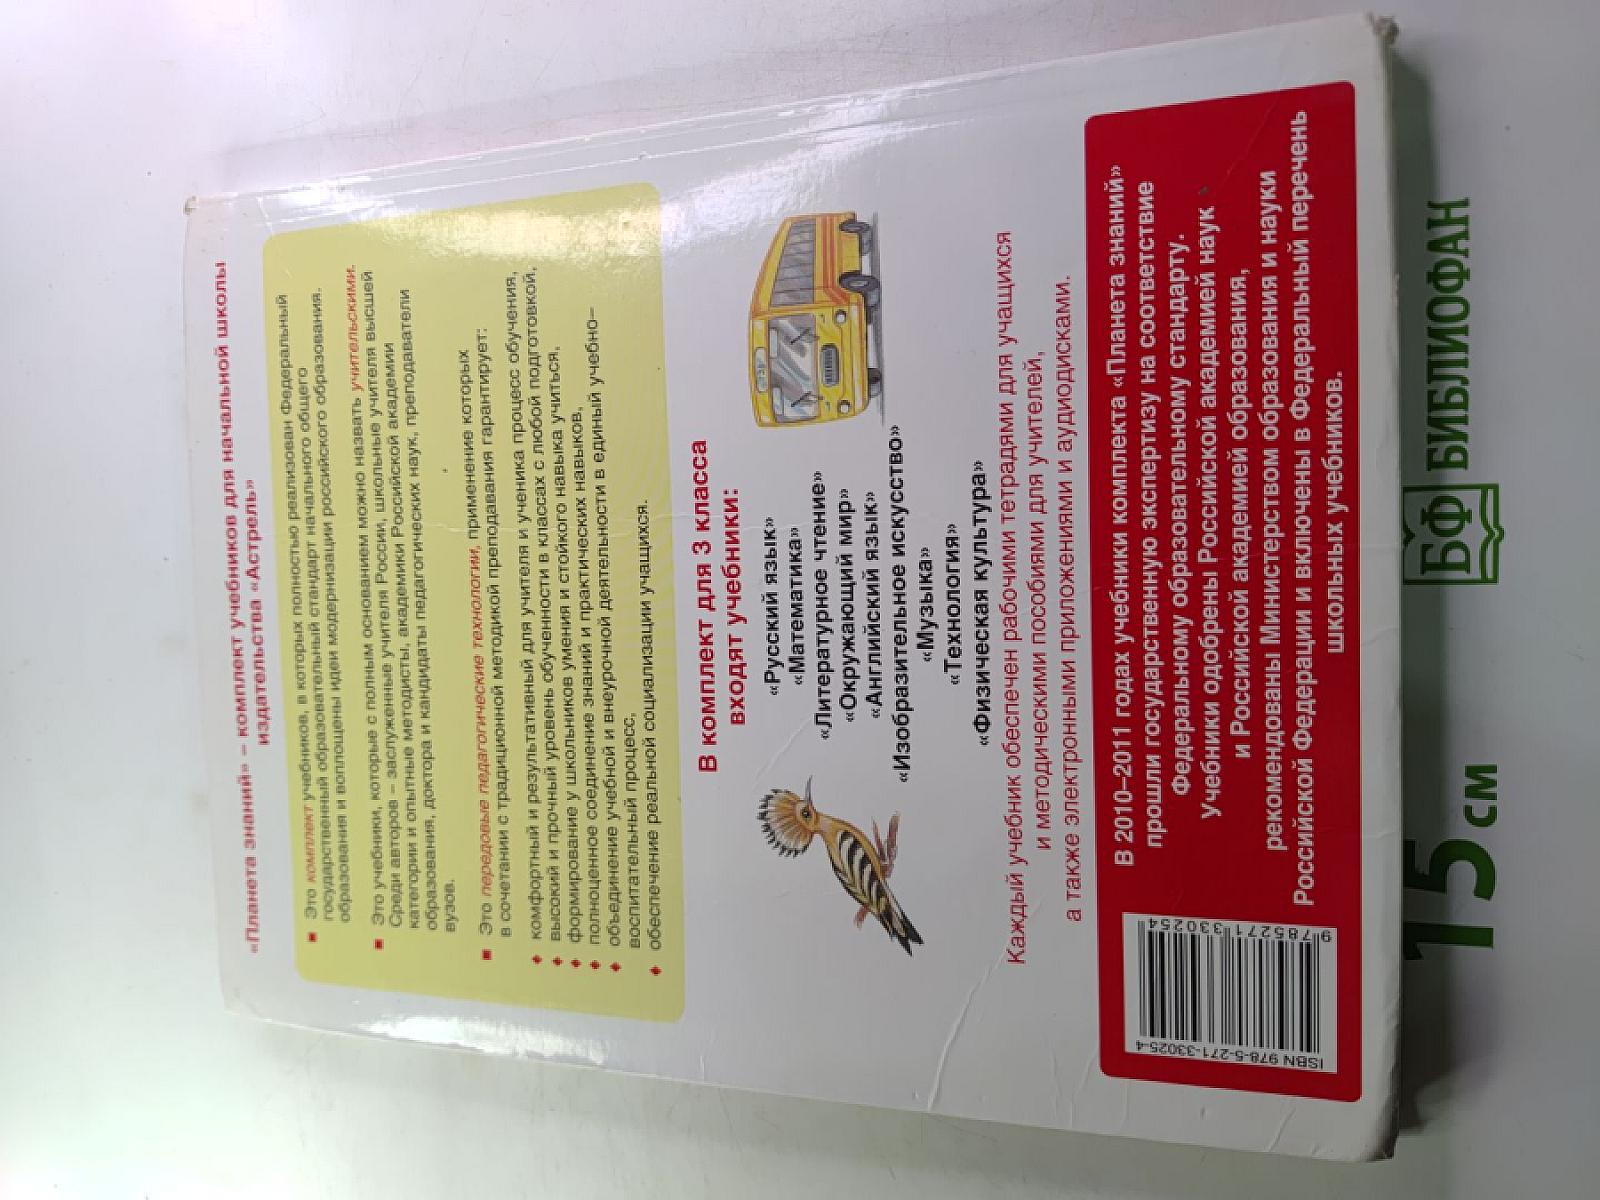 «Планета знаний» – комплект учебников для начальной школы
издательства «Астрель»
Это комплект учебников, в которых полностью реализован Федеральный
государственный образовательный стандарт начального общего
образования и воплощены идеи модернизации российского образования.
Это учебники, которые с полным основанием можно назвать учительскими.
Среди авторов – заслуженные учителя России, школьные учителя высшей
категории и опытные методисты, академики Российской академии
образования, доктора и кандидаты педагогических наук, преподаватели
вузов.
Это передовые педагогические технологии, применение которых
в сочетании с традиционной методикой преподавания гарантирует:
комфортный и результативный для учителя и ученика процесс обучения,
высокий и прочный уровень обученности в классах с любой подготовкой,
формирование у школьников умения и стойкого навыка учиться,
полноценное соединение знаний и практических навыков,
объединение учебной и внеурочной деятельности в единый учебно–
воспитательный процесс,
обеспечение реальной социализации учащихся.
В комплект для 3 класса
входят учебники:
«Русский язык»
«Математика»
«Литературное чтение»
«Окружающий мир»
«Английский язык»
«Изобразительное искусство»
«Музыка»
«Технология»
«Физическая культура»
Каждый учебник обеспечен рабочими тетрадями для учащихся
и методическими пособиями для учителей,
а также электронными приложениями и аудиодисками.
В 2010–2011 годах учебники комплекта «Планета знаний»
прошли государственную экспертизу на соответствие
Федеральному образовательному стандарту.
Учебники одобрены Российской академией наук
и Российской академией образования,
рекомендованы Министерством образования и науки
Российской Федерации и включены в Федеральный перечень
школьных учебников.
ISBN 978-5-271-33025-4
9 785271 330254
15 см
БФ БИБЛИОФАН